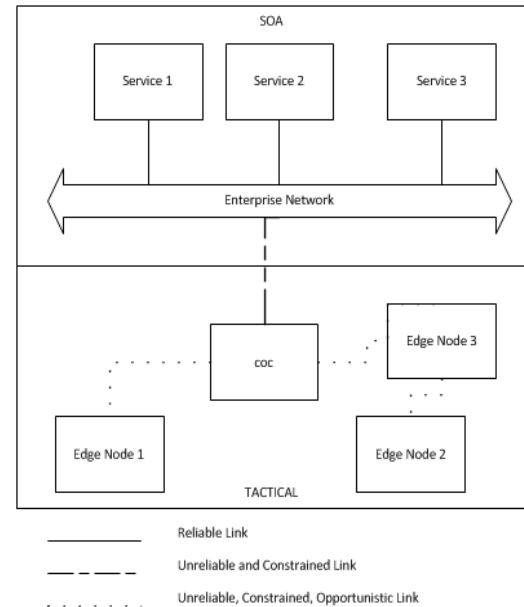 SOA
Service 1
Service 2
Service 3
Enterprise Network
COC
Edge Node 3
Edge Node 1
Edge Node 2
TACTICAL
Reliable Link
Unreliable and Constrained Link
Unreliable, Constrained, Opportunistic Link